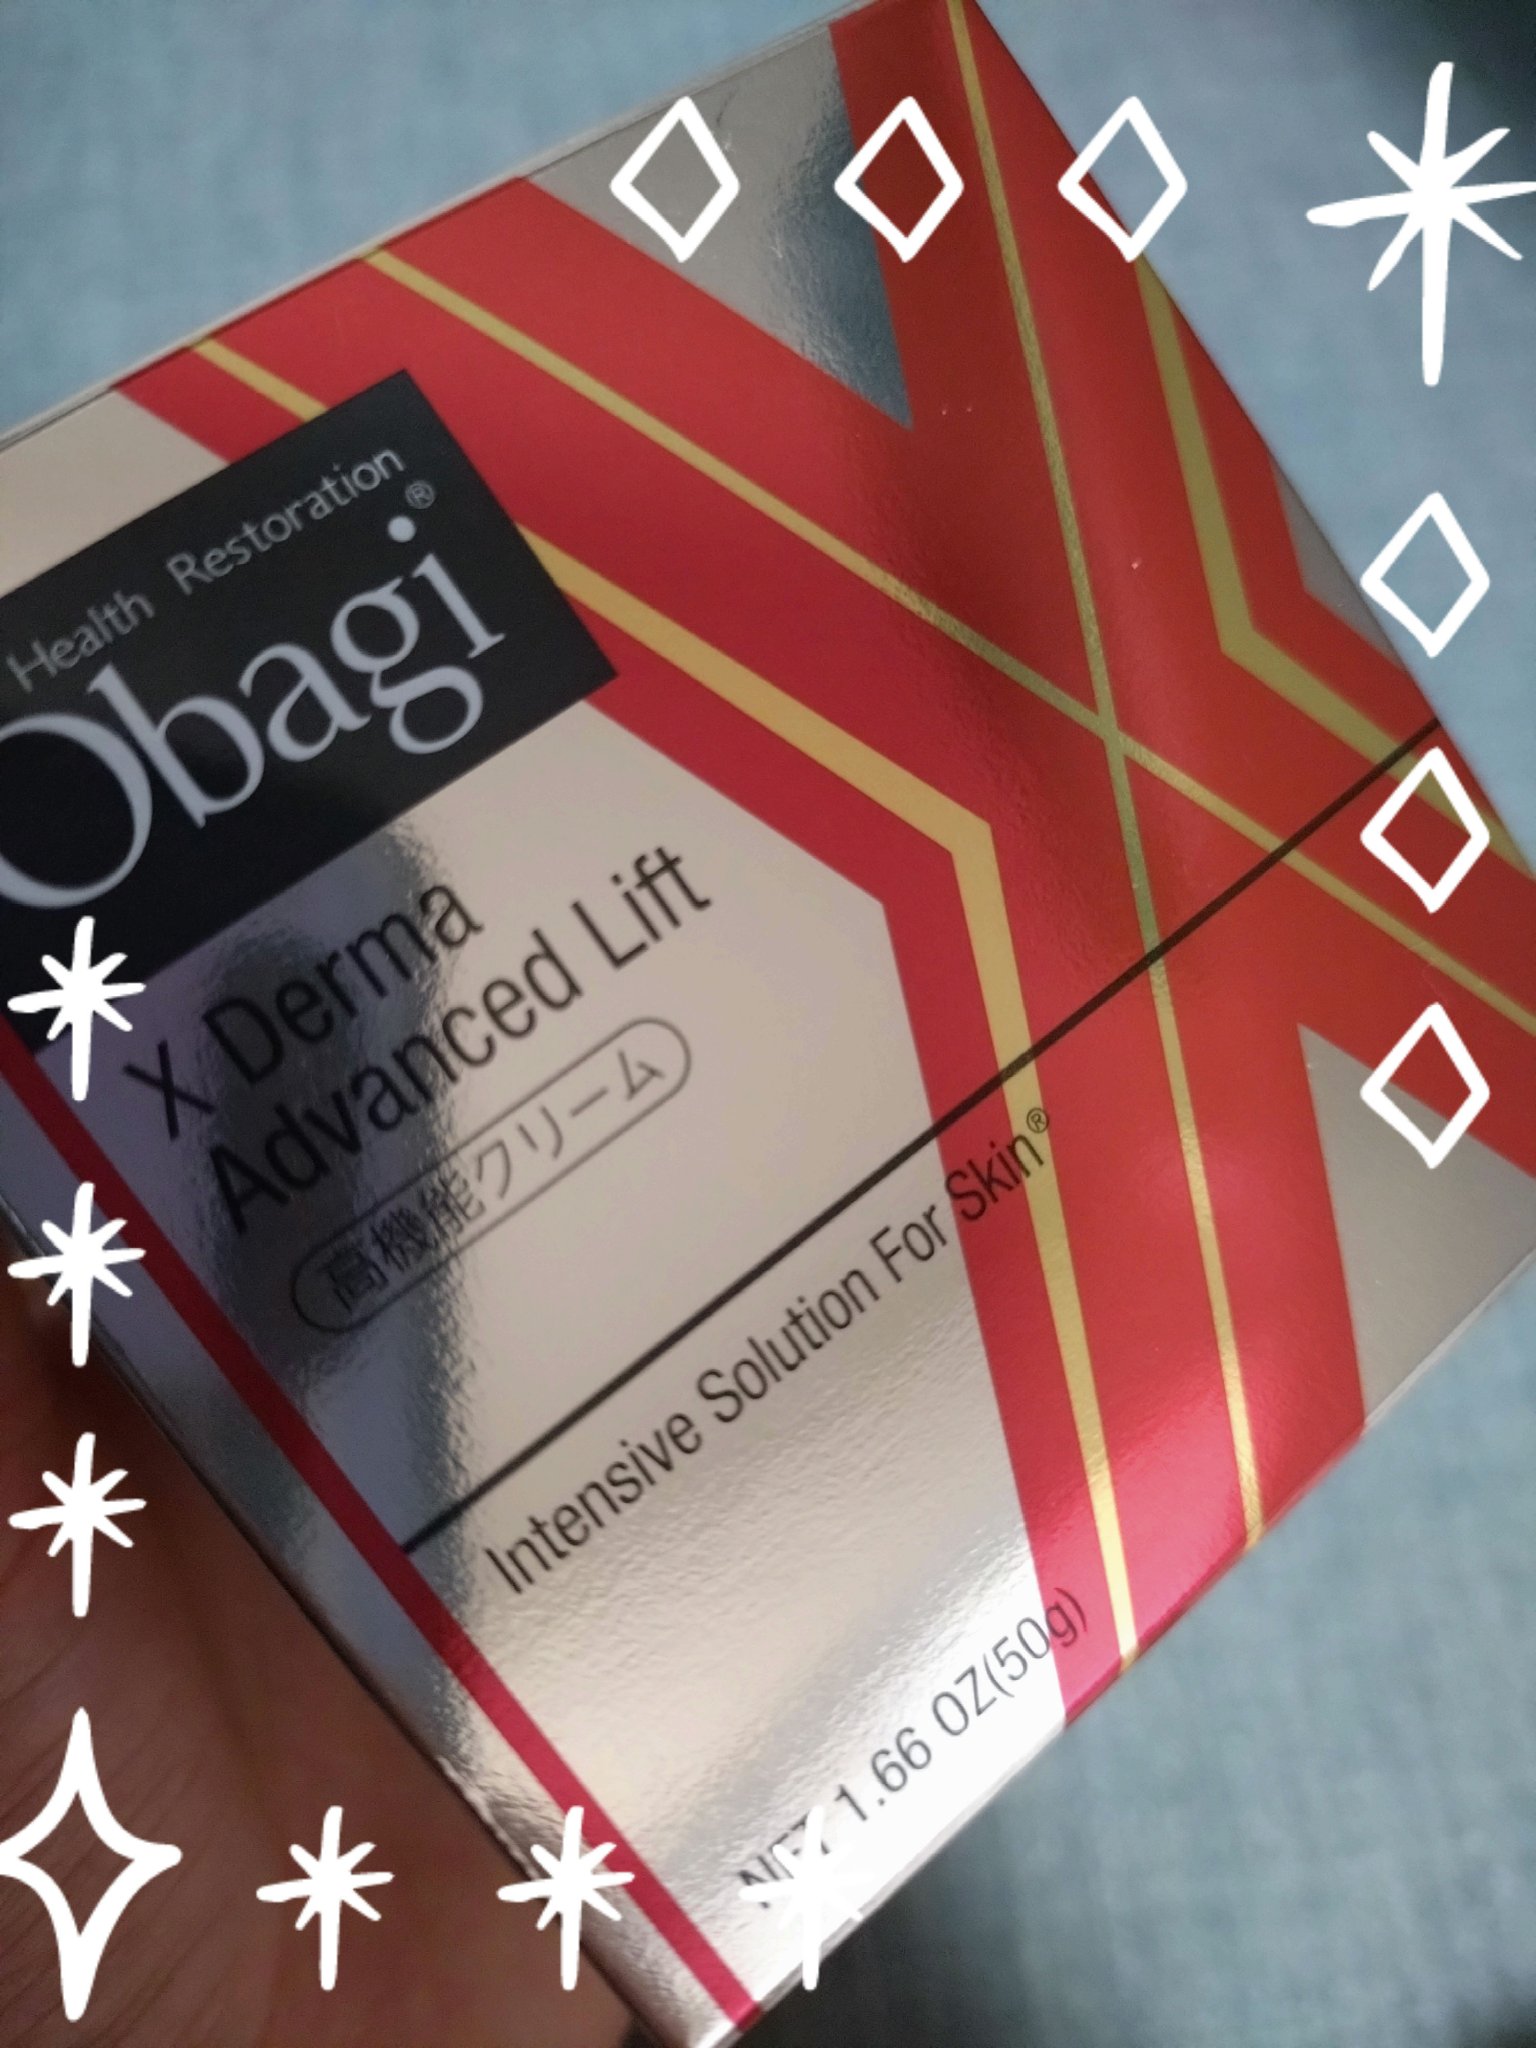 Health Restoration
Obagi®
X Derma
Advanced Lift
高機能クリーム
Intensive Solution For Skin®
NET 1.66 OZ(50g)